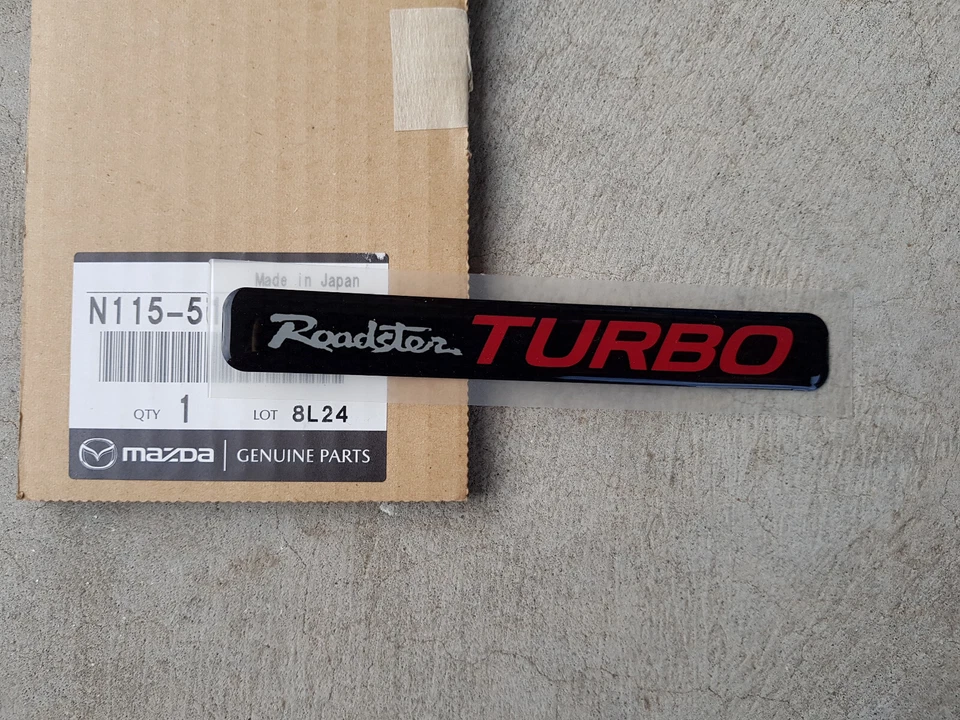 Made in Japan
N115-5
QTY 1 LOT 8L24
mazda | GENUINE PARTS
Roadster TURBO